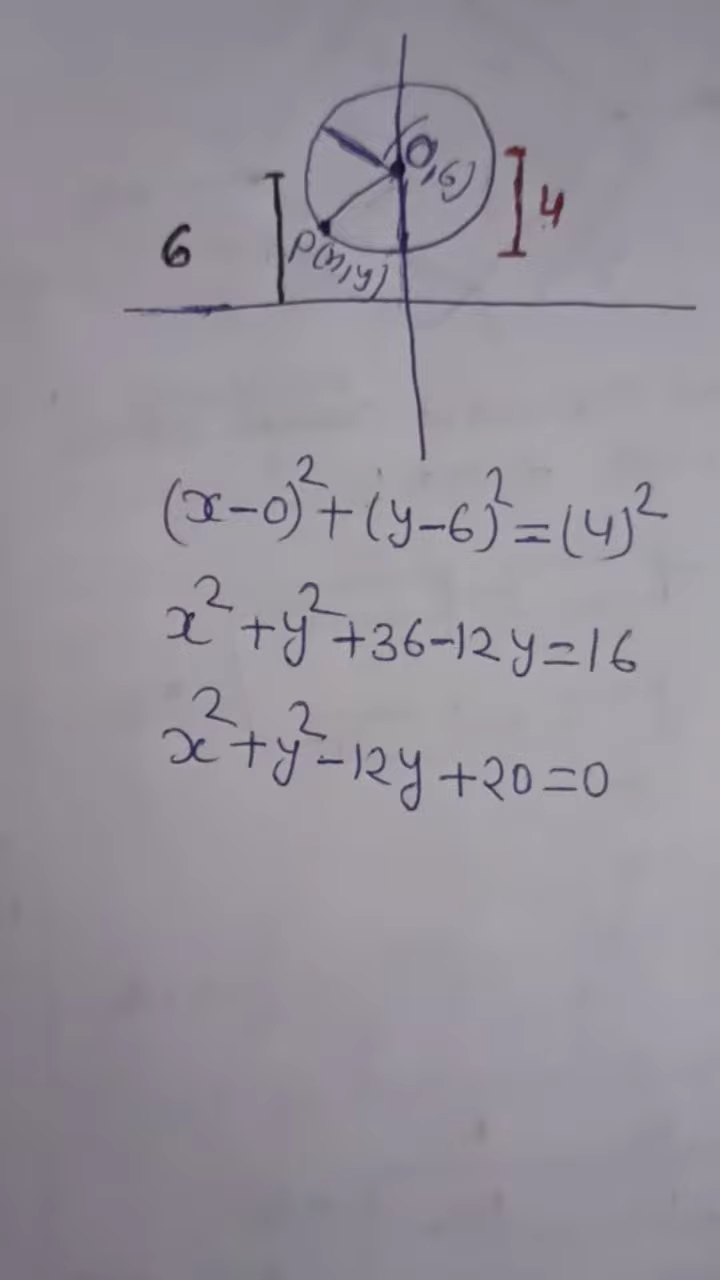 (0,6)
4
6
P(x,y)
(x-0)²+(y-6)²=(4)²
x²+y²+36-12y=16
x²+y²-12y+20=0